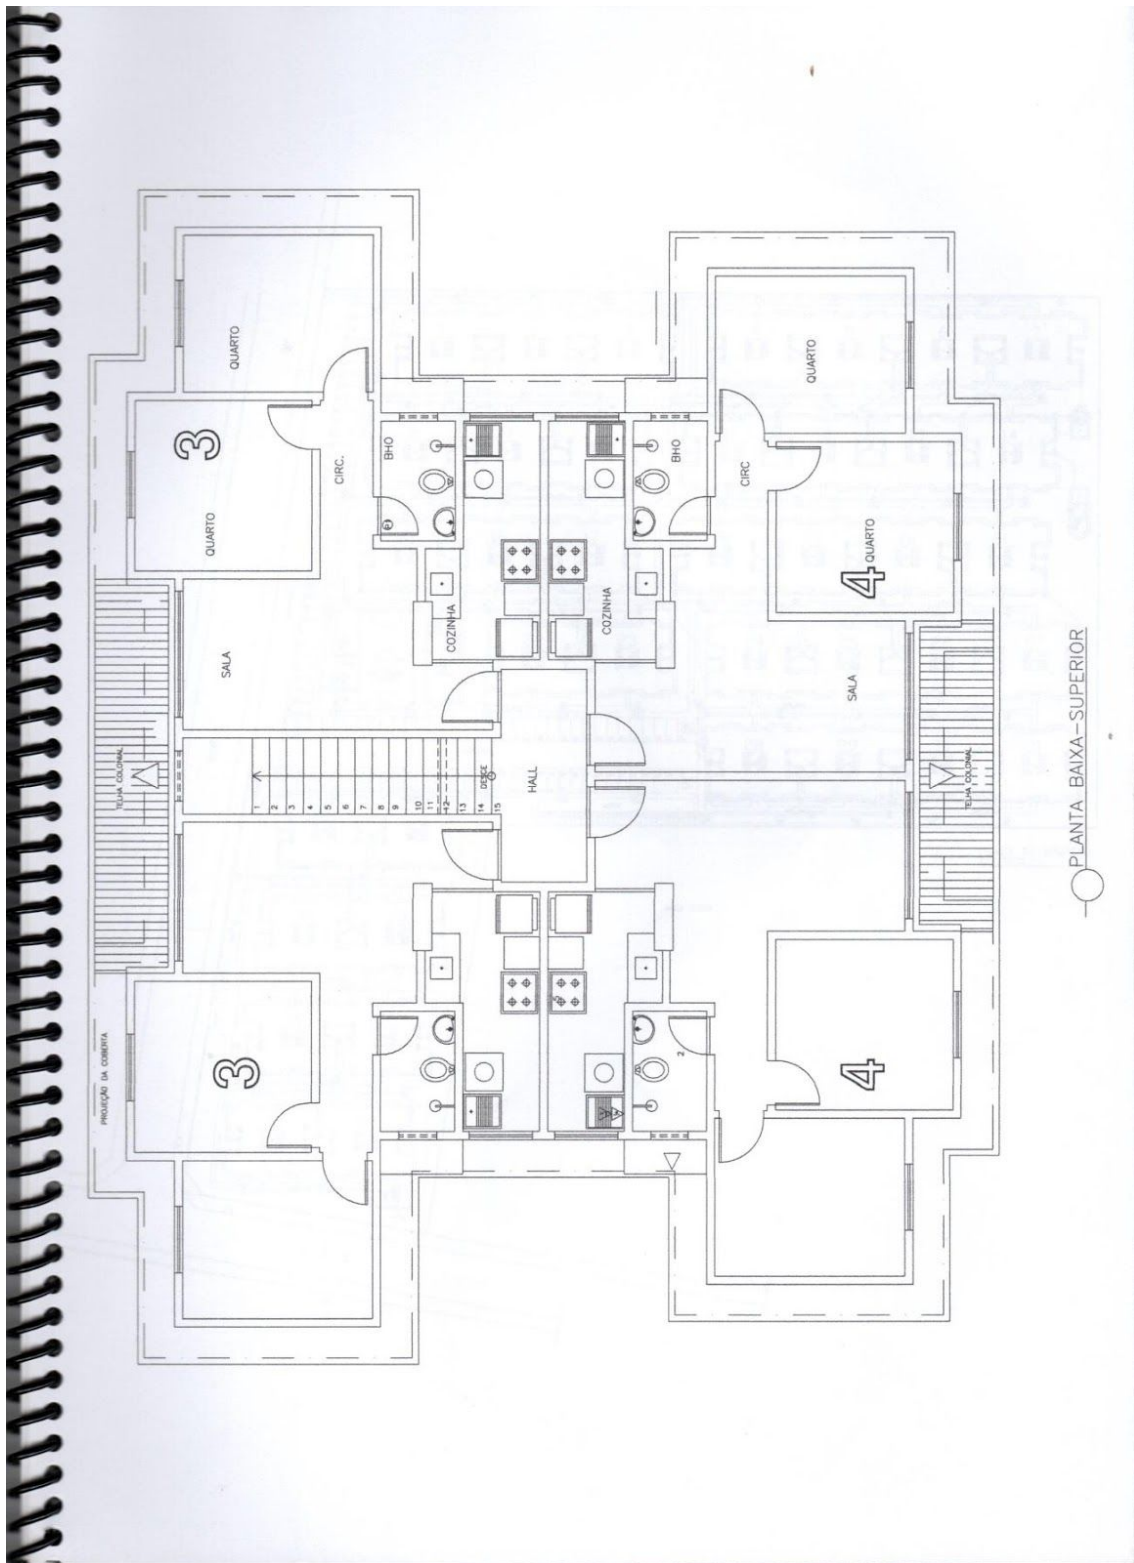 PROJEÇÃO DA COBERTA
TELHA COLONIAL
3
QUARTO
3
SALA
QUARTO
1
2
3
4
5
6
7
8
9
10
11
12
13
14
15
DESCE
CIRC.
BHO
COZINHA
HALL
COZINHA
2
BHO
CIRC
QUARTO
SALA
4
4
QUARTO
TELHA COLONIAL
PLANTA BAIXA-SUPERIOR